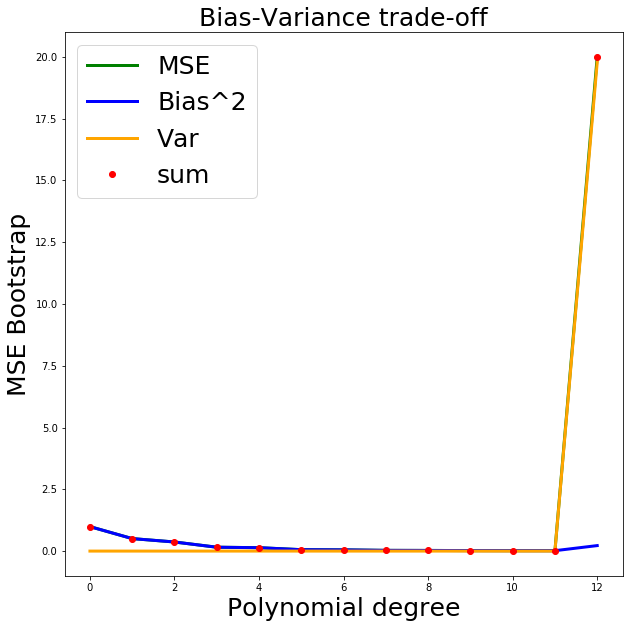 Bias-Variance trade-off
MSE
Bias^2
Var
sum
MSE Bootstrap
20.0
17.5
15.0
12.5
10.0
7.5
5.0
2.5
0.0
0 2 4 6 8 10 12
Polynomial degree